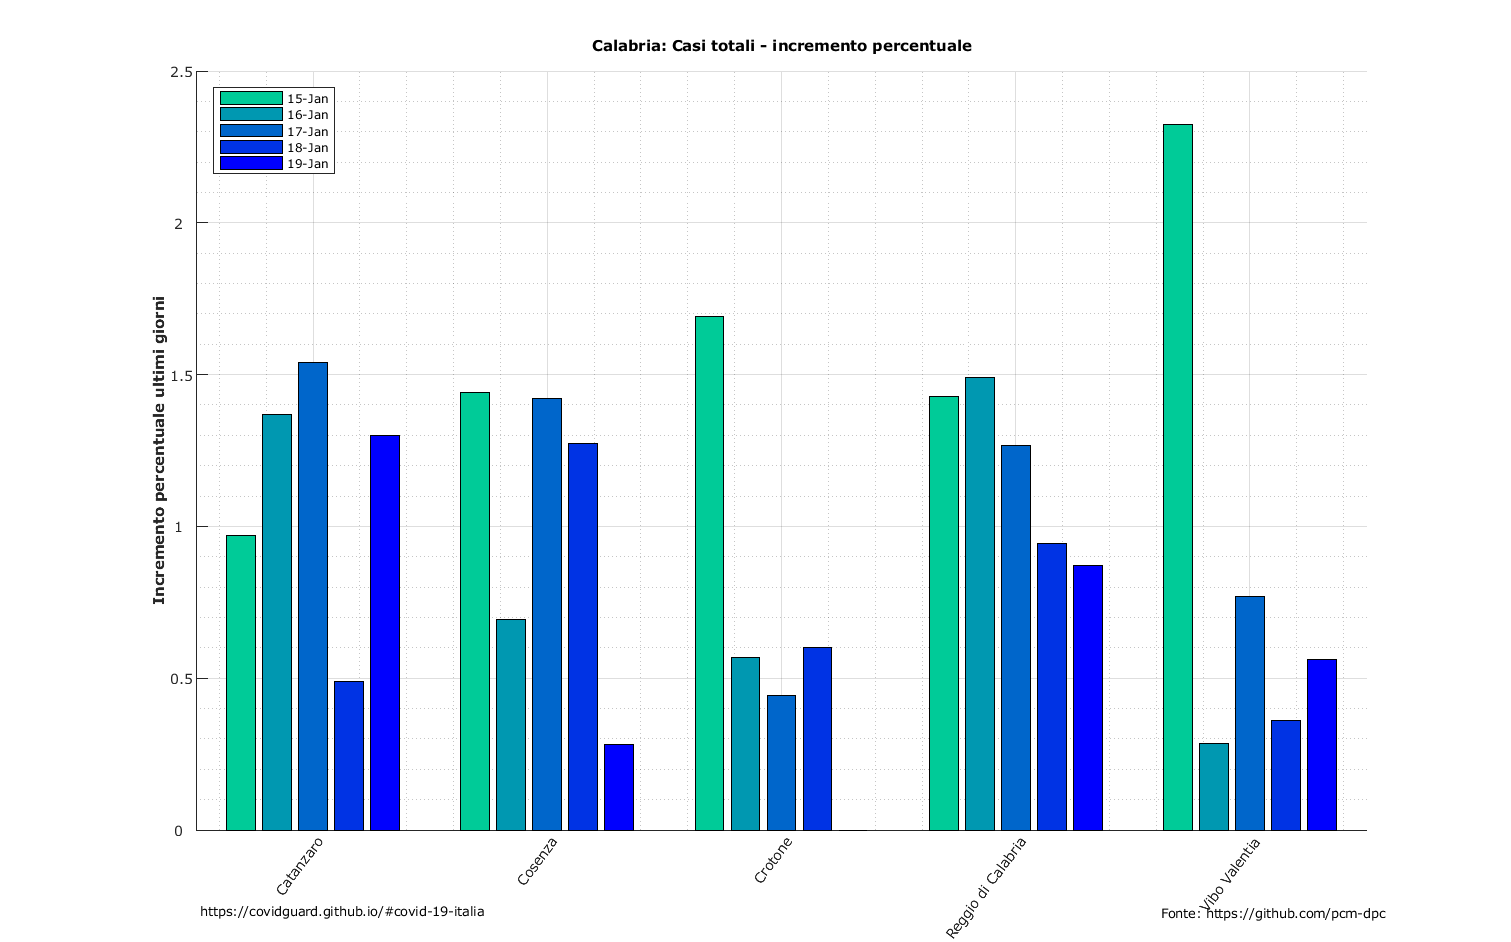 Calabria: Casi totali - incremento percentuale
2.5
2
1.5
1
0.5
0
Incremento percentuale ultimi giorni
15-Jan
16-Jan
17-Jan
18-Jan
19-Jan
Catanzaro
Cosenza
Crotone
Reggio di Calabria
Vibo Valentia
https://covidguard.github.io/#covid-19-italia
Fonte: https://github.com/pcm-dpc